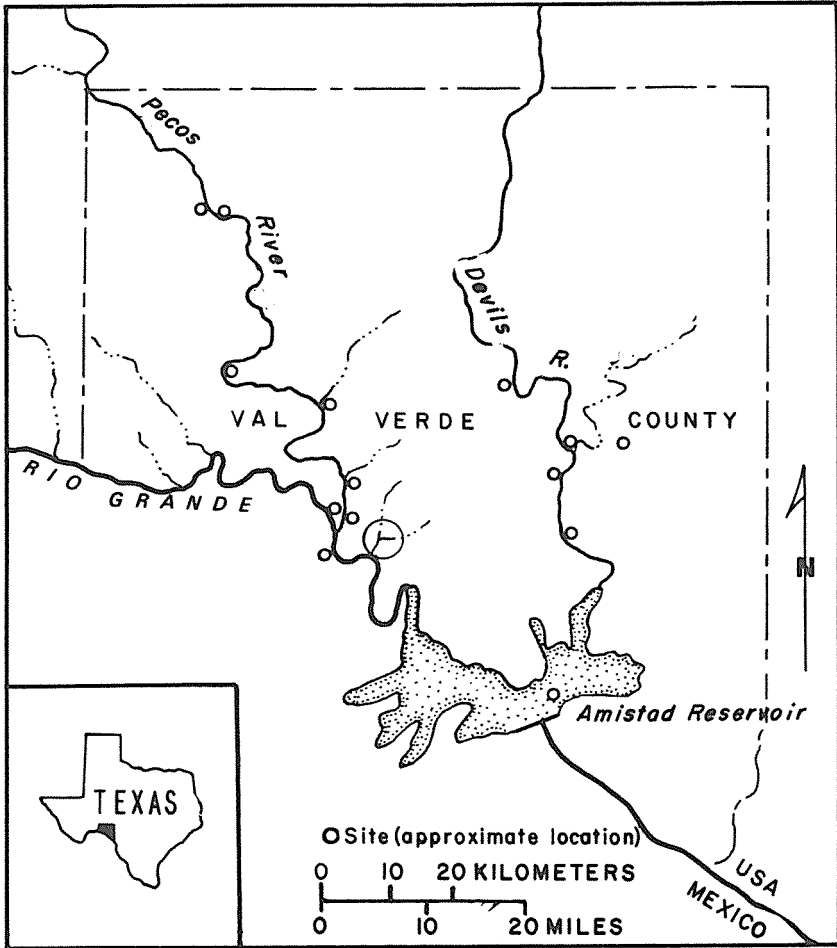 Pecos
River
Devils
R.
VAL VERDE COUNTY
RIO GRANDE
N
Amistad Reservoir
TEXAS
O Site (approximate location)
0 10 20 KILOMETERS
0 10 20 MILES
USA
MEXICO